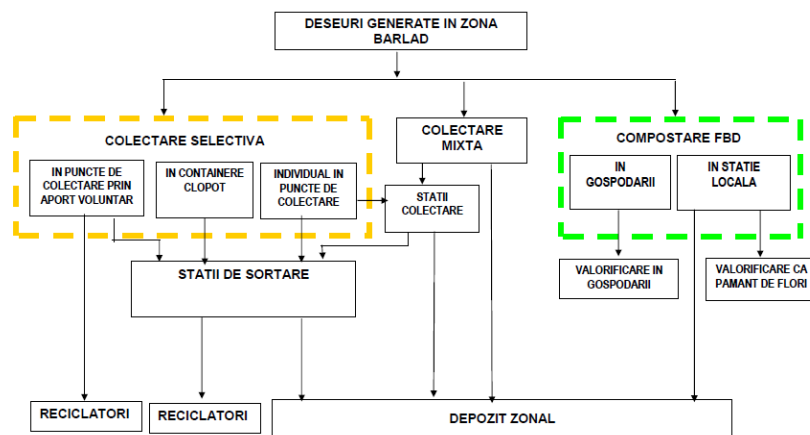 DESEURI GENERATE IN ZONA
BARLAD
COLECTARE SELECTIVA
IN PUNCTE DE
COLECTARE PRIN
APORT VOLUNTAR
IN CONTAINERE
CLOPOT
INDIVIDUAL IN
PUNCTE DE
COLECTARE
COLECTARE
MIXTA
STATII
COLECTARE
COMPOSTARE FBD
IN
GOSPODARII
IN STATIE
LOCALA
STATII DE SORTARE
VALORIFICARE IN
GOSPODARII
VALORIFICARE CA
PAMANT DE FLORI
RECICLATORI
RECICLATORI
DEPOZIT ZONAL